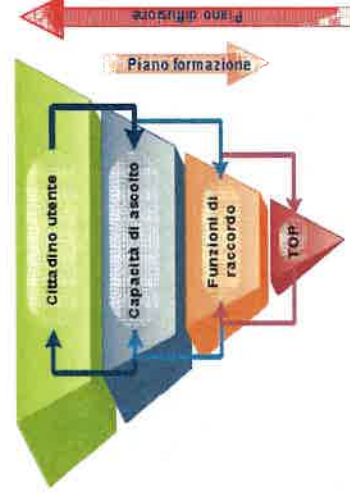 Piano diffusione
Piano formazione
Cittadino utente
Capacità di ascolto
Funzioni di
raccordo
TOP